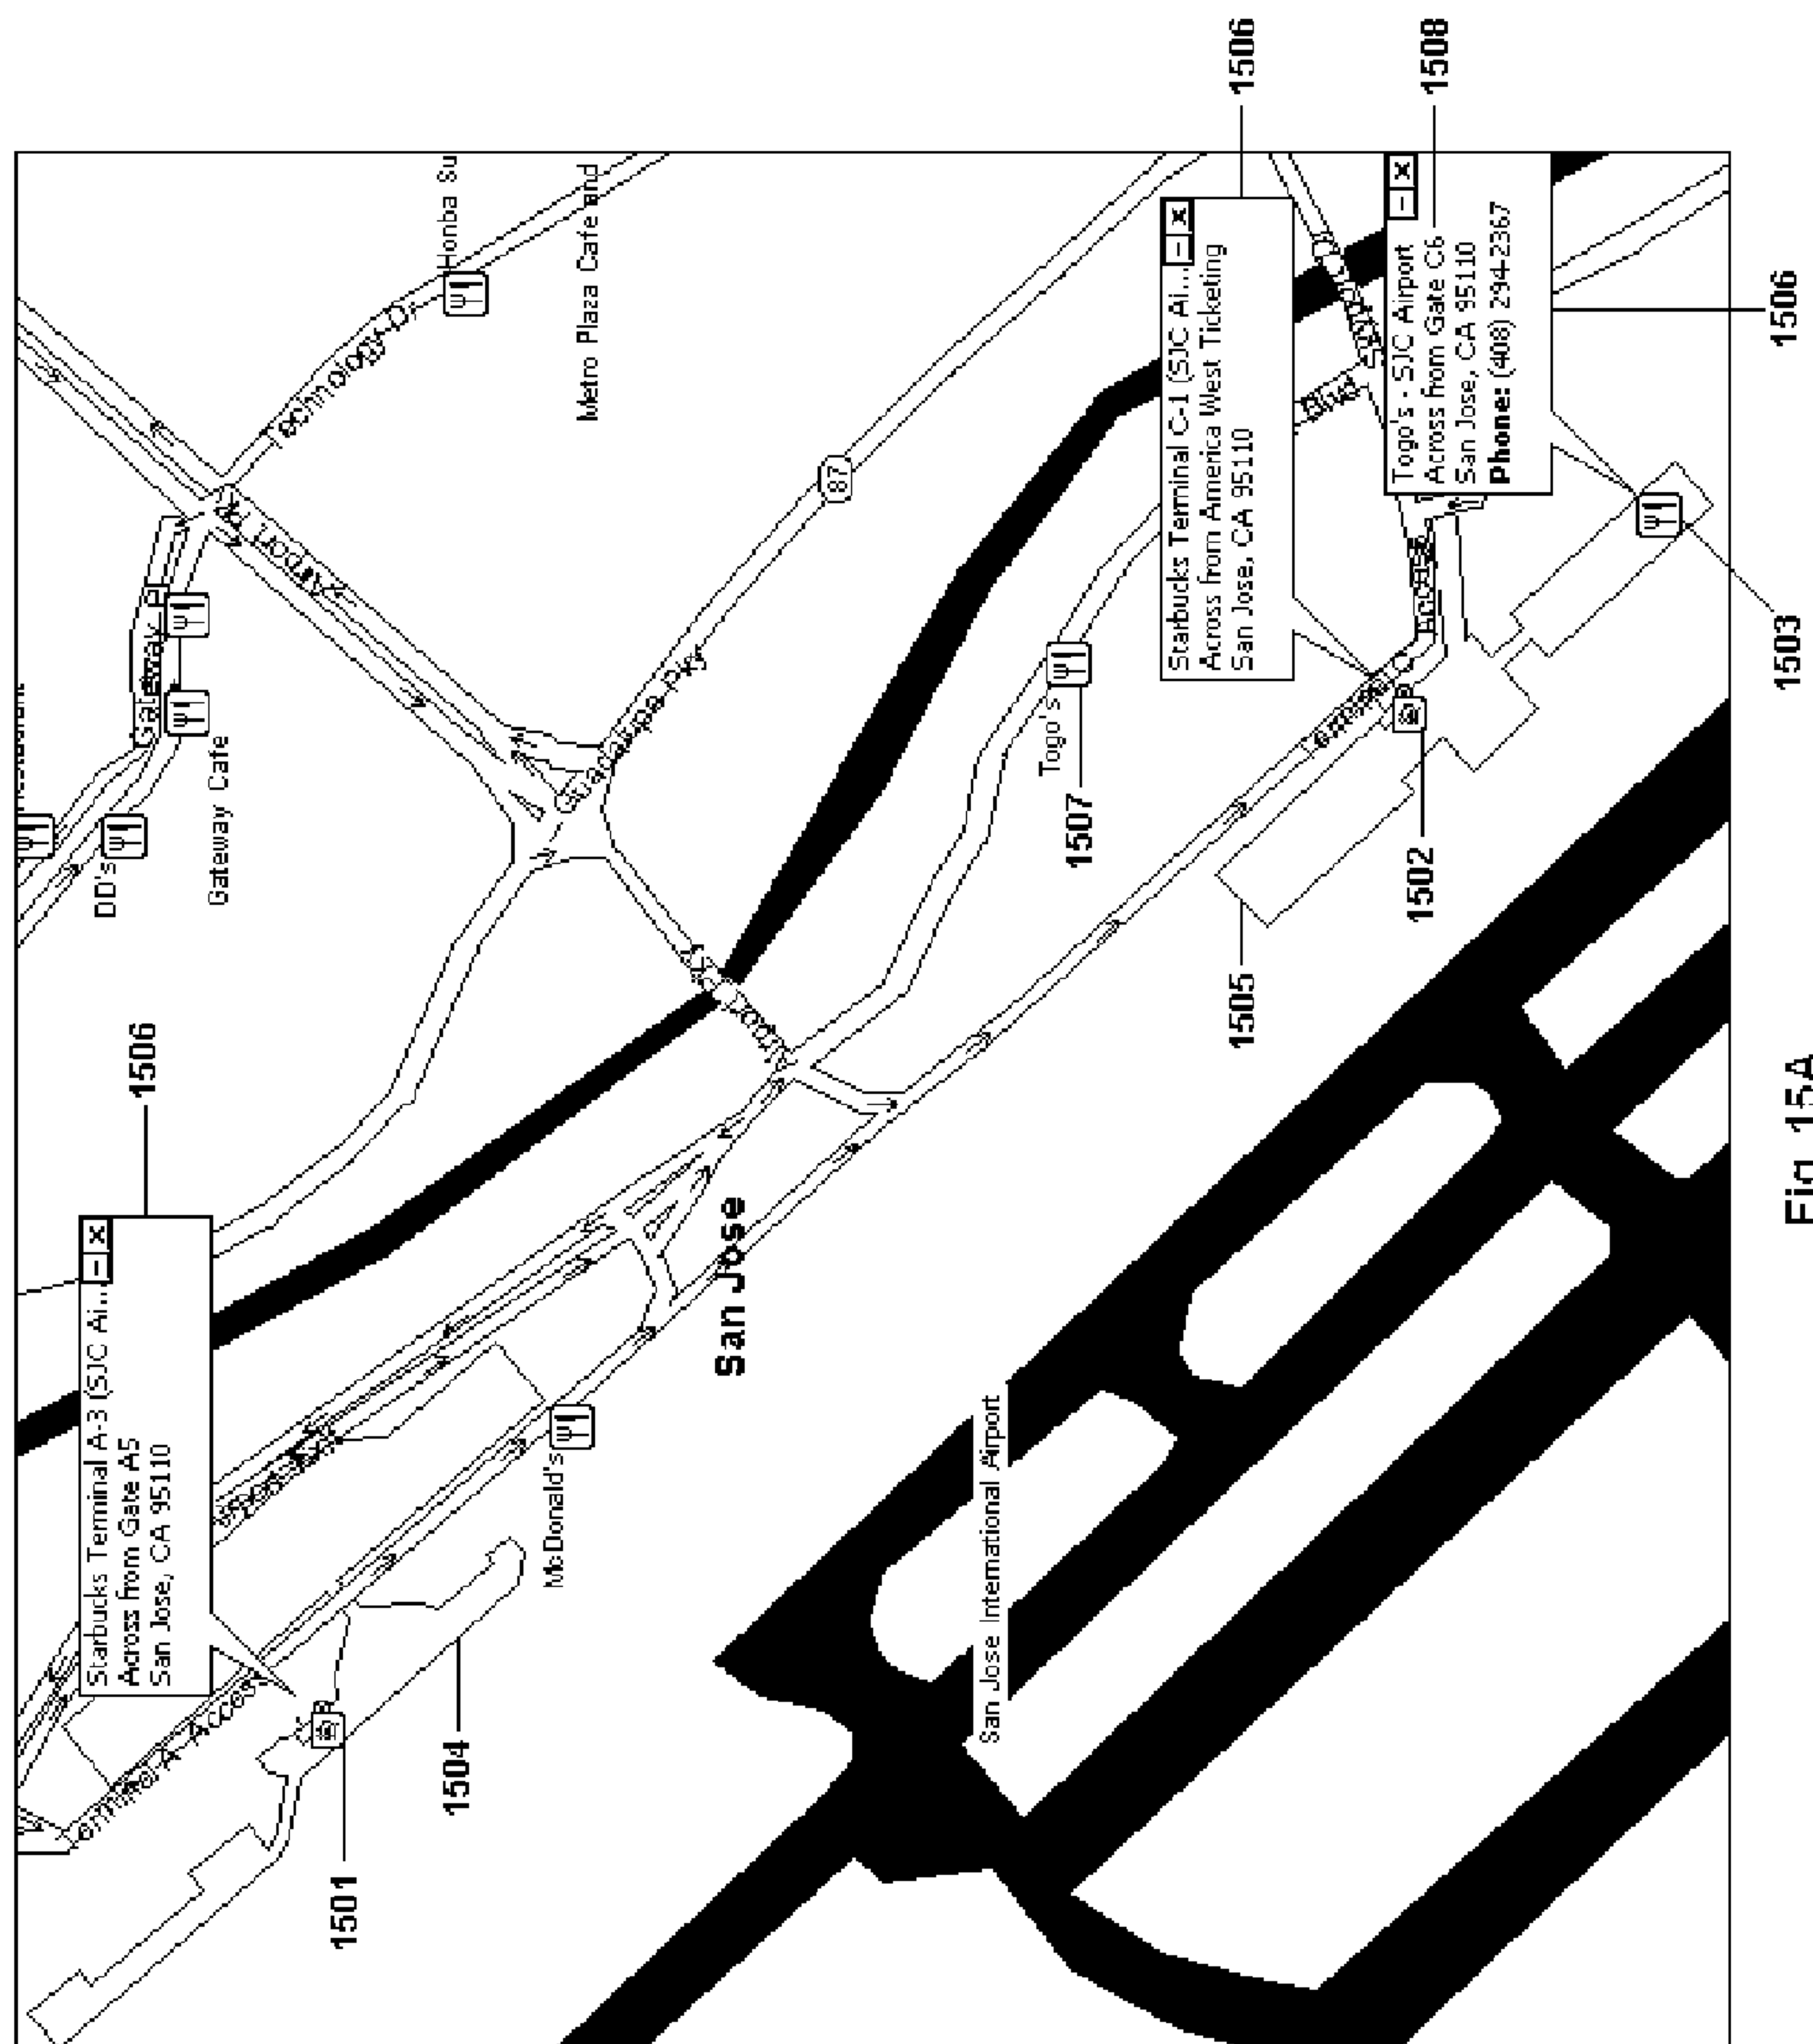 1506
Starbucks Terminal A-3 (SJC Ai...
Across from Gate A5
San Jose, CA 95110
DD's
Gateway Pl
Gateway Cafe
Honba Su
Metro Plaza Cafe and
Airport
87
Guadalupe Pky
1501
1504
McDonald's
San Jose
Togo's
1507
1506
Starbucks Terminal C-1 (SJC Ai...
Across from America West Ticketing
San Jose, CA 95110
1508
Togo's - SJC Airport
Across from Gate C6
San Jose, CA 95110
Phone: (408) 294-2367
1506
San Jose International Airport
1505
1502
1503
Fig. 15A